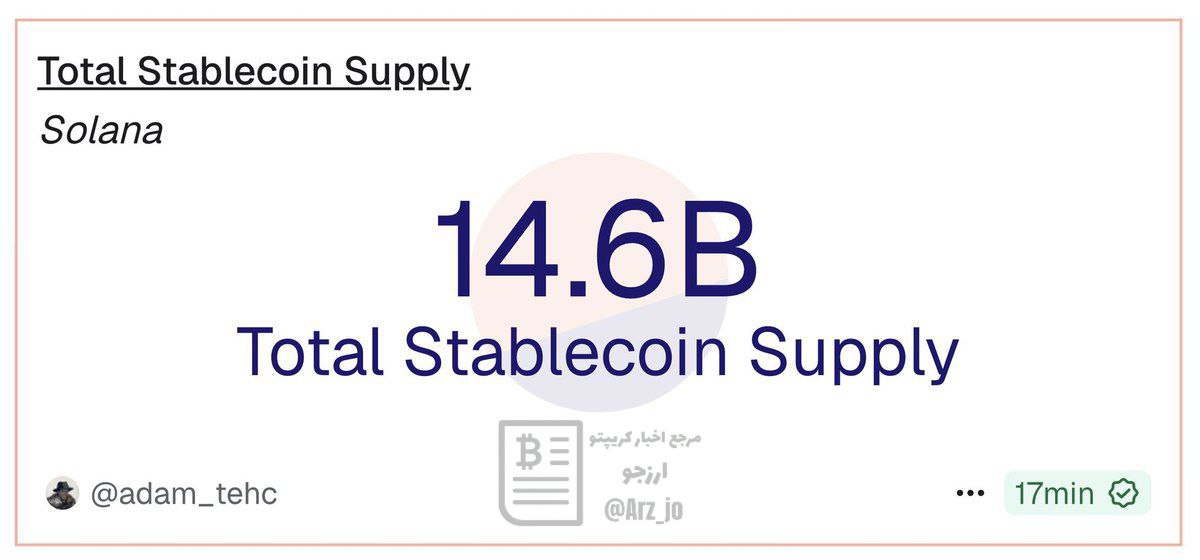 Total Stablecoin Supply
Solana
14.6B
Total Stablecoin Supply
مرجع اخبار کریپتو
ارزجو
@Arz_jo
@adam_tehc
17min